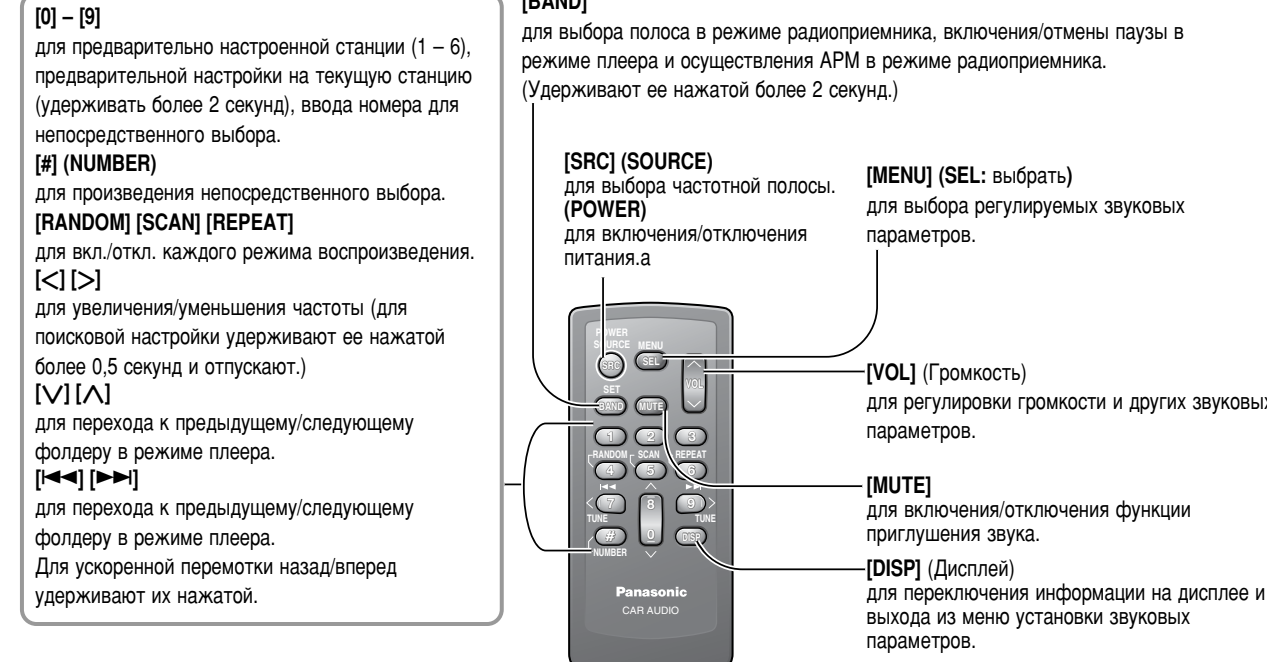 [0] – [9]
для предварительно настроенной станции (1 – 6),
предварительной настройки на текущую станцию
(удерживать более 2 секунд), ввода номера для
непосредственного выбора.
[#] (NUMBER)
для произведения непосредственного выбора.
[RANDOM] [SCAN] [REPEAT]
для вкл./откл. каждого режима воспроизведения.
[<] [>]
для увеличения/уменьшения частоты (для
поисковой настройки удерживают ее нажатой
более 0,5 секунд и отпускают.)
[∨] [∧]
для перехода к предыдущему/следующему
фолдеру в режиме плеера.
[I◄◄] [►►I]
для перехода к предыдущему/следующему
фолдеру в режиме плеера.
Для ускоренной перемотки назад/вперед
удерживают их нажатой.
[BAND]
для выбора полоса в режиме радиоприемника, включения/отмены паузы в
режиме плеера и осуществления APM в режиме радиоприемника.
(Удерживают ее нажатой более 2 секунд.)
[SRC] (SOURCE)
для выбора частотной полосы.
(POWER)
для включения/отключения
питания.a
[MENU] (SEL: выбрать)
для выбора регулируемых звуковых
параметров.
[VOL] (Громкость)
для регулировки громкости и других звуковых
параметров.
[MUTE]
для включения/отключения функции
приглушения звука.
[DISP] (Дисплей)
для переключения информации на дисплее и
выхода из меню установки звуковых
параметров.
POWER
SOURCE MENU
SRC SEL VOL
SET
BAND MUTE
1 2 3
RANDOM SCAN REPEAT
4 5 6
I◄◄ ∧ ►►I
< 7 8 9 >
TUNE TUNE
# 0 DISP
NUMBER ∨
Panasonic
CAR AUDIO